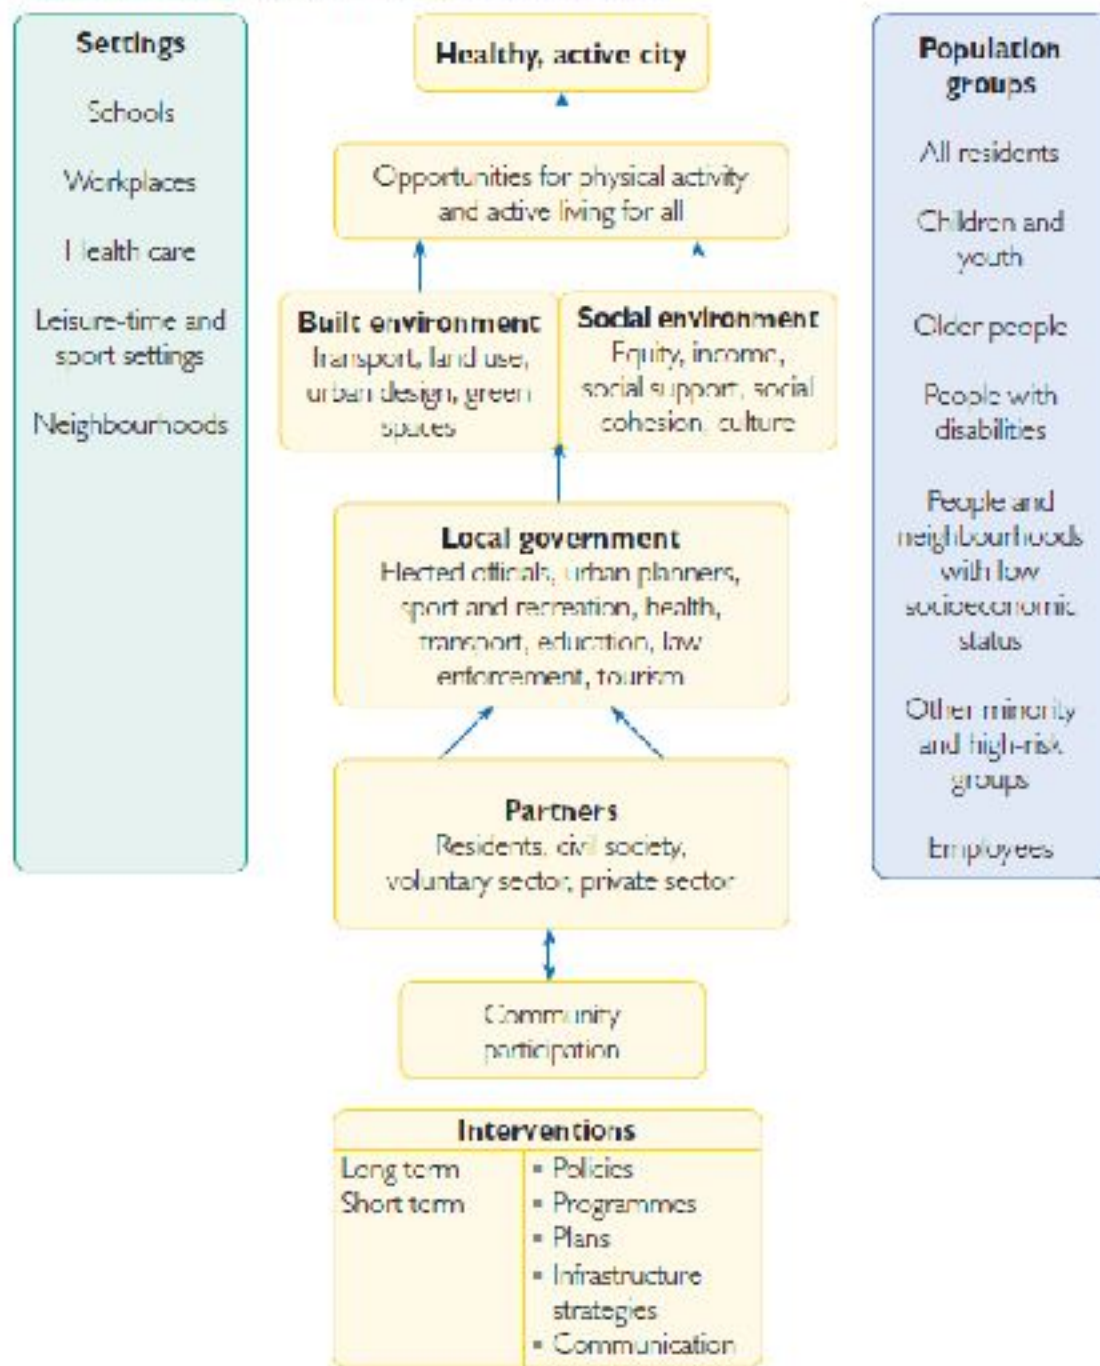 Settings
Schools
Workplaces
Health care
Leisure-time and
sport settings
Neighbourhoods
Healthy, active city
Opportunities for physical activity
and active living for all
Built environment
Transport, land use,
urban design, green
spaces
Social environment
Equity, income,
social support, social
cohesion, culture
Local government
Elected officials, urban planners,
sport and recreation, health,
transport, education, law
enforcement, tourism
Partners
Residents, civil society,
voluntary sector, private sector
Community
participation
Interventions
Long term
Short term
▪ Policies
▪ Programmes
▪ Plans
▪ Infrastructure
strategies
▪ Communication
Population
groups
All residents
Children and
youth
Older people
People with
disabilities
People and
neighbourhoods
with low
socioeconomic
status
Other minority
and high-risk
groups
Employees